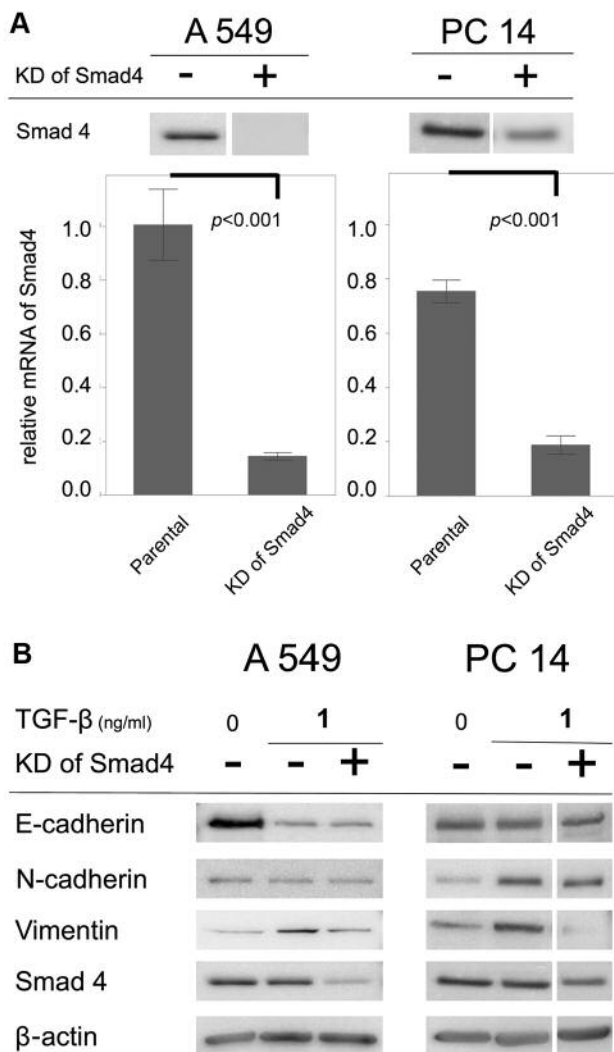 A
A 549 PC 14
KD of Smad4 - + - +
Smad 4
relative mRNA of Smad4
1.0
0.8
0.6
0.4
0.2
0.0
p<0.001
Parental
KD of Smad4
1.0
0.8
0.6
0.4
0.2
0.0
p<0.001
Parental
KD of Smad4
B
A 549 PC 14
TGF-β (ng/ml) 0 1 0 1
KD of Smad4 - - + - - +
E-cadherin
N-cadherin
Vimentin
Smad 4
β-actin